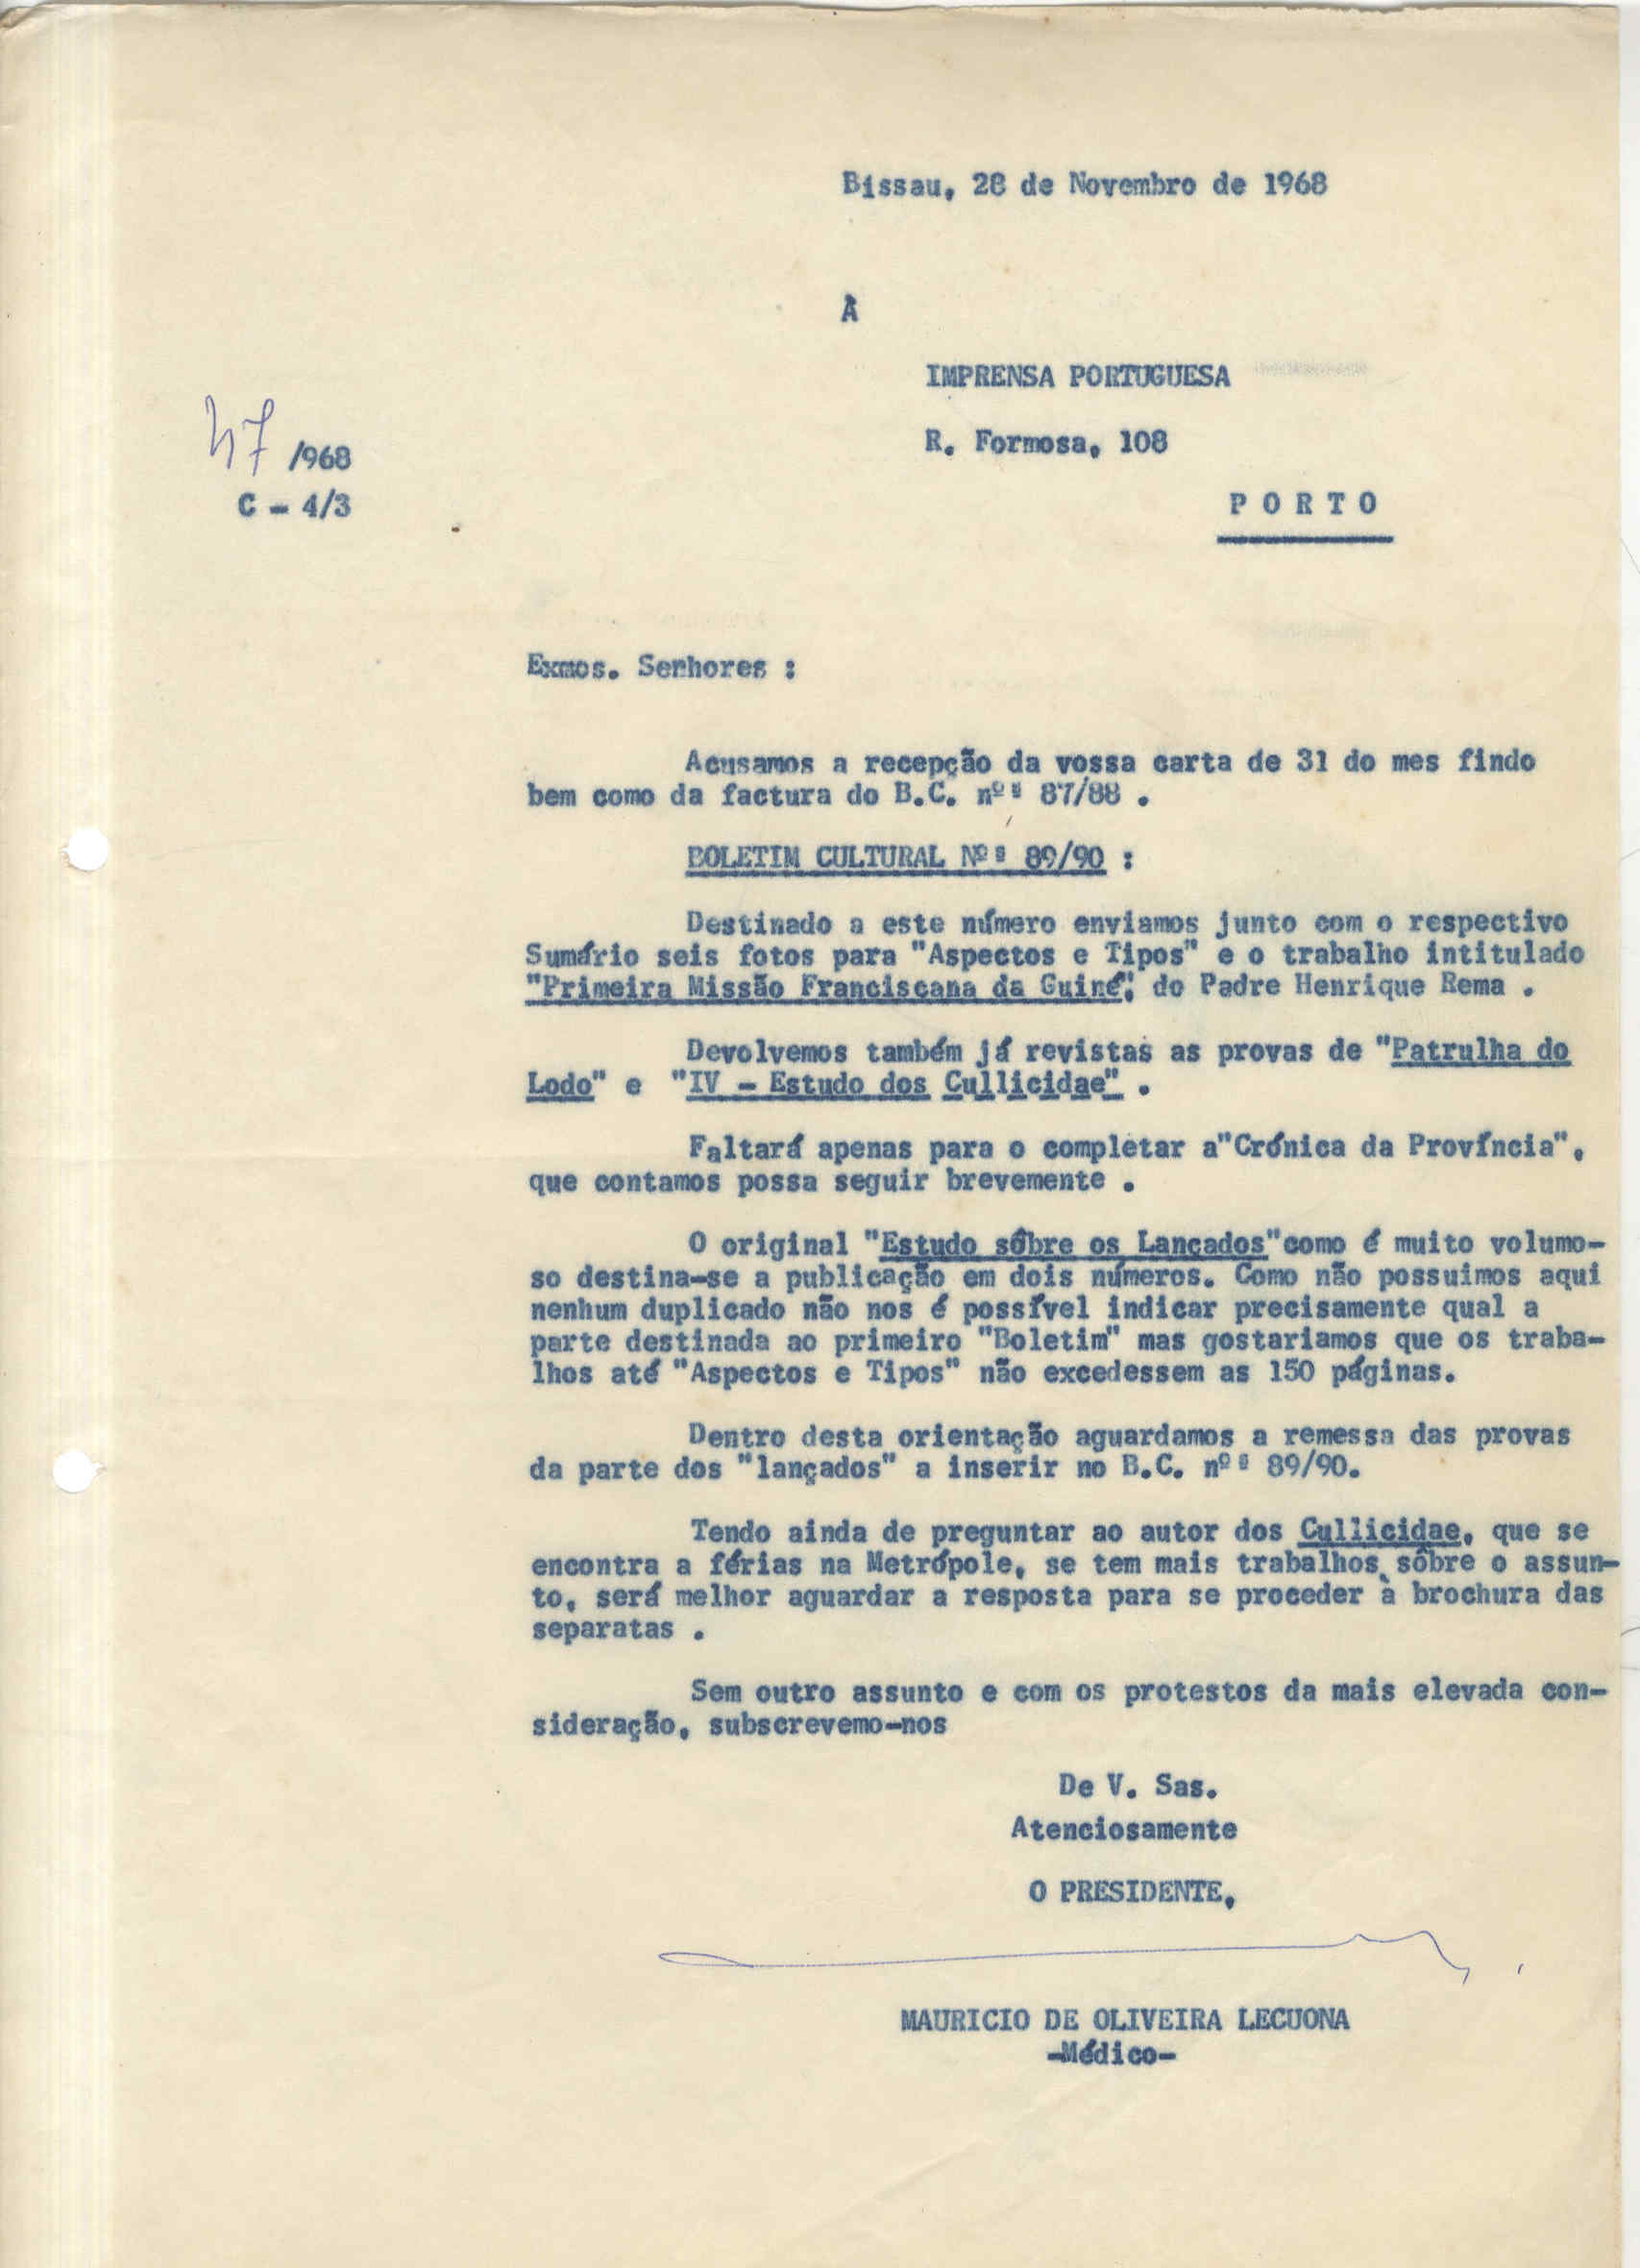 Bissau, 28 de Novembro de 1968
À
IMPRENSA PORTUGUESA
R. Formosa, 108
47 /968
C - 4/3
P O R T O
Exmos. Senhores :
Acusamos a recepção da vossa carta de 31 do mes findo
bem como da factura do B.C. nºs 87/88 .
BOLETIM CULTURAL Nºs 89/90 :
Destinado a este número enviamos junto com o respectivo
Sumário seis fotos para "Aspectos e Tipos" e o trabalho intitulado
"Primeira Missão Franciscana da Guiné", do Padre Henrique Rema .
Devolvemos também já revistas as provas de "Patrulha do
Lodo" e "IV - Estudo dos Cullicidae" .
Faltará apenas para o completar a"Crónica da Província",
que contamos possa seguir brevemente .
O original "Estudo sôbre os Lançados"como é muito volumo-
so destina-se a publicação em dois números. Como não possuimos aqui
nenhum duplicado não nos é possível indicar precisamente qual a
parte destinada ao primeiro "Boletim" mas gostariamos que os traba-
lhos até "Aspectos e Tipos" não excedessem as 150 páginas.
Dentro desta orientação aguardamos a remessa das provas
da parte dos "lançados" a inserir no B.C. nºs 89/90.
Tendo ainda de preguntar ao autor dos Cullicidae, que se
encontra a férias na Metrópole, se tem mais trabalhos sôbre o assun-
to, será melhor aguardar a resposta para se proceder à brochura das
separatas .
Sem outro assunto e com os protestos da mais elevada con-
sideração, subscrevemo-nos
De V. Sas.
Atenciosamente
O PRESIDENTE,
MAURICIO DE OLIVEIRA LECUONA
-Médico-